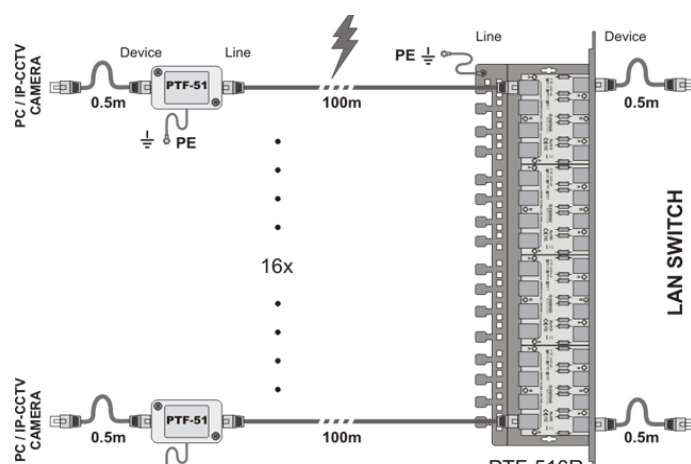 Device
Line
PE
Line
Device
PC / IP-CCTV
CAMERA
PTF-51
0.5m
100m
0.5m
PE
16x
LAN SWITCH
PC / IP-CCTV
CAMERA
PTF-51
0.5m
100m
0.5m